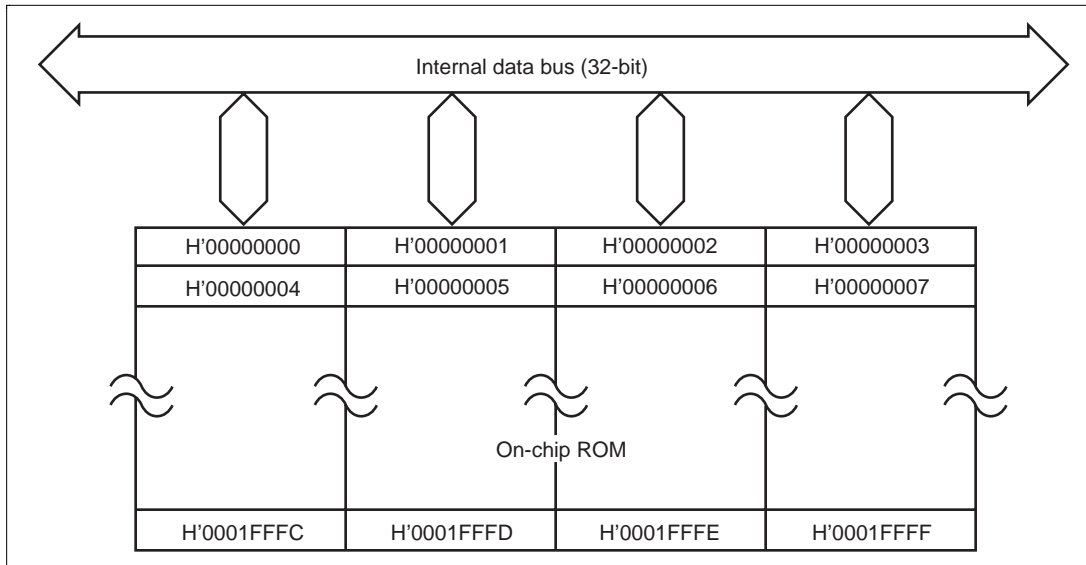 Internal data bus (32-bit)
H'00000000 H'00000001 H'00000002 H'00000003
H'00000004 H'00000005 H'00000006 H'00000007
On-chip ROM
H'0001FFFC H'0001FFFD H'0001FFFE H'0001FFFF